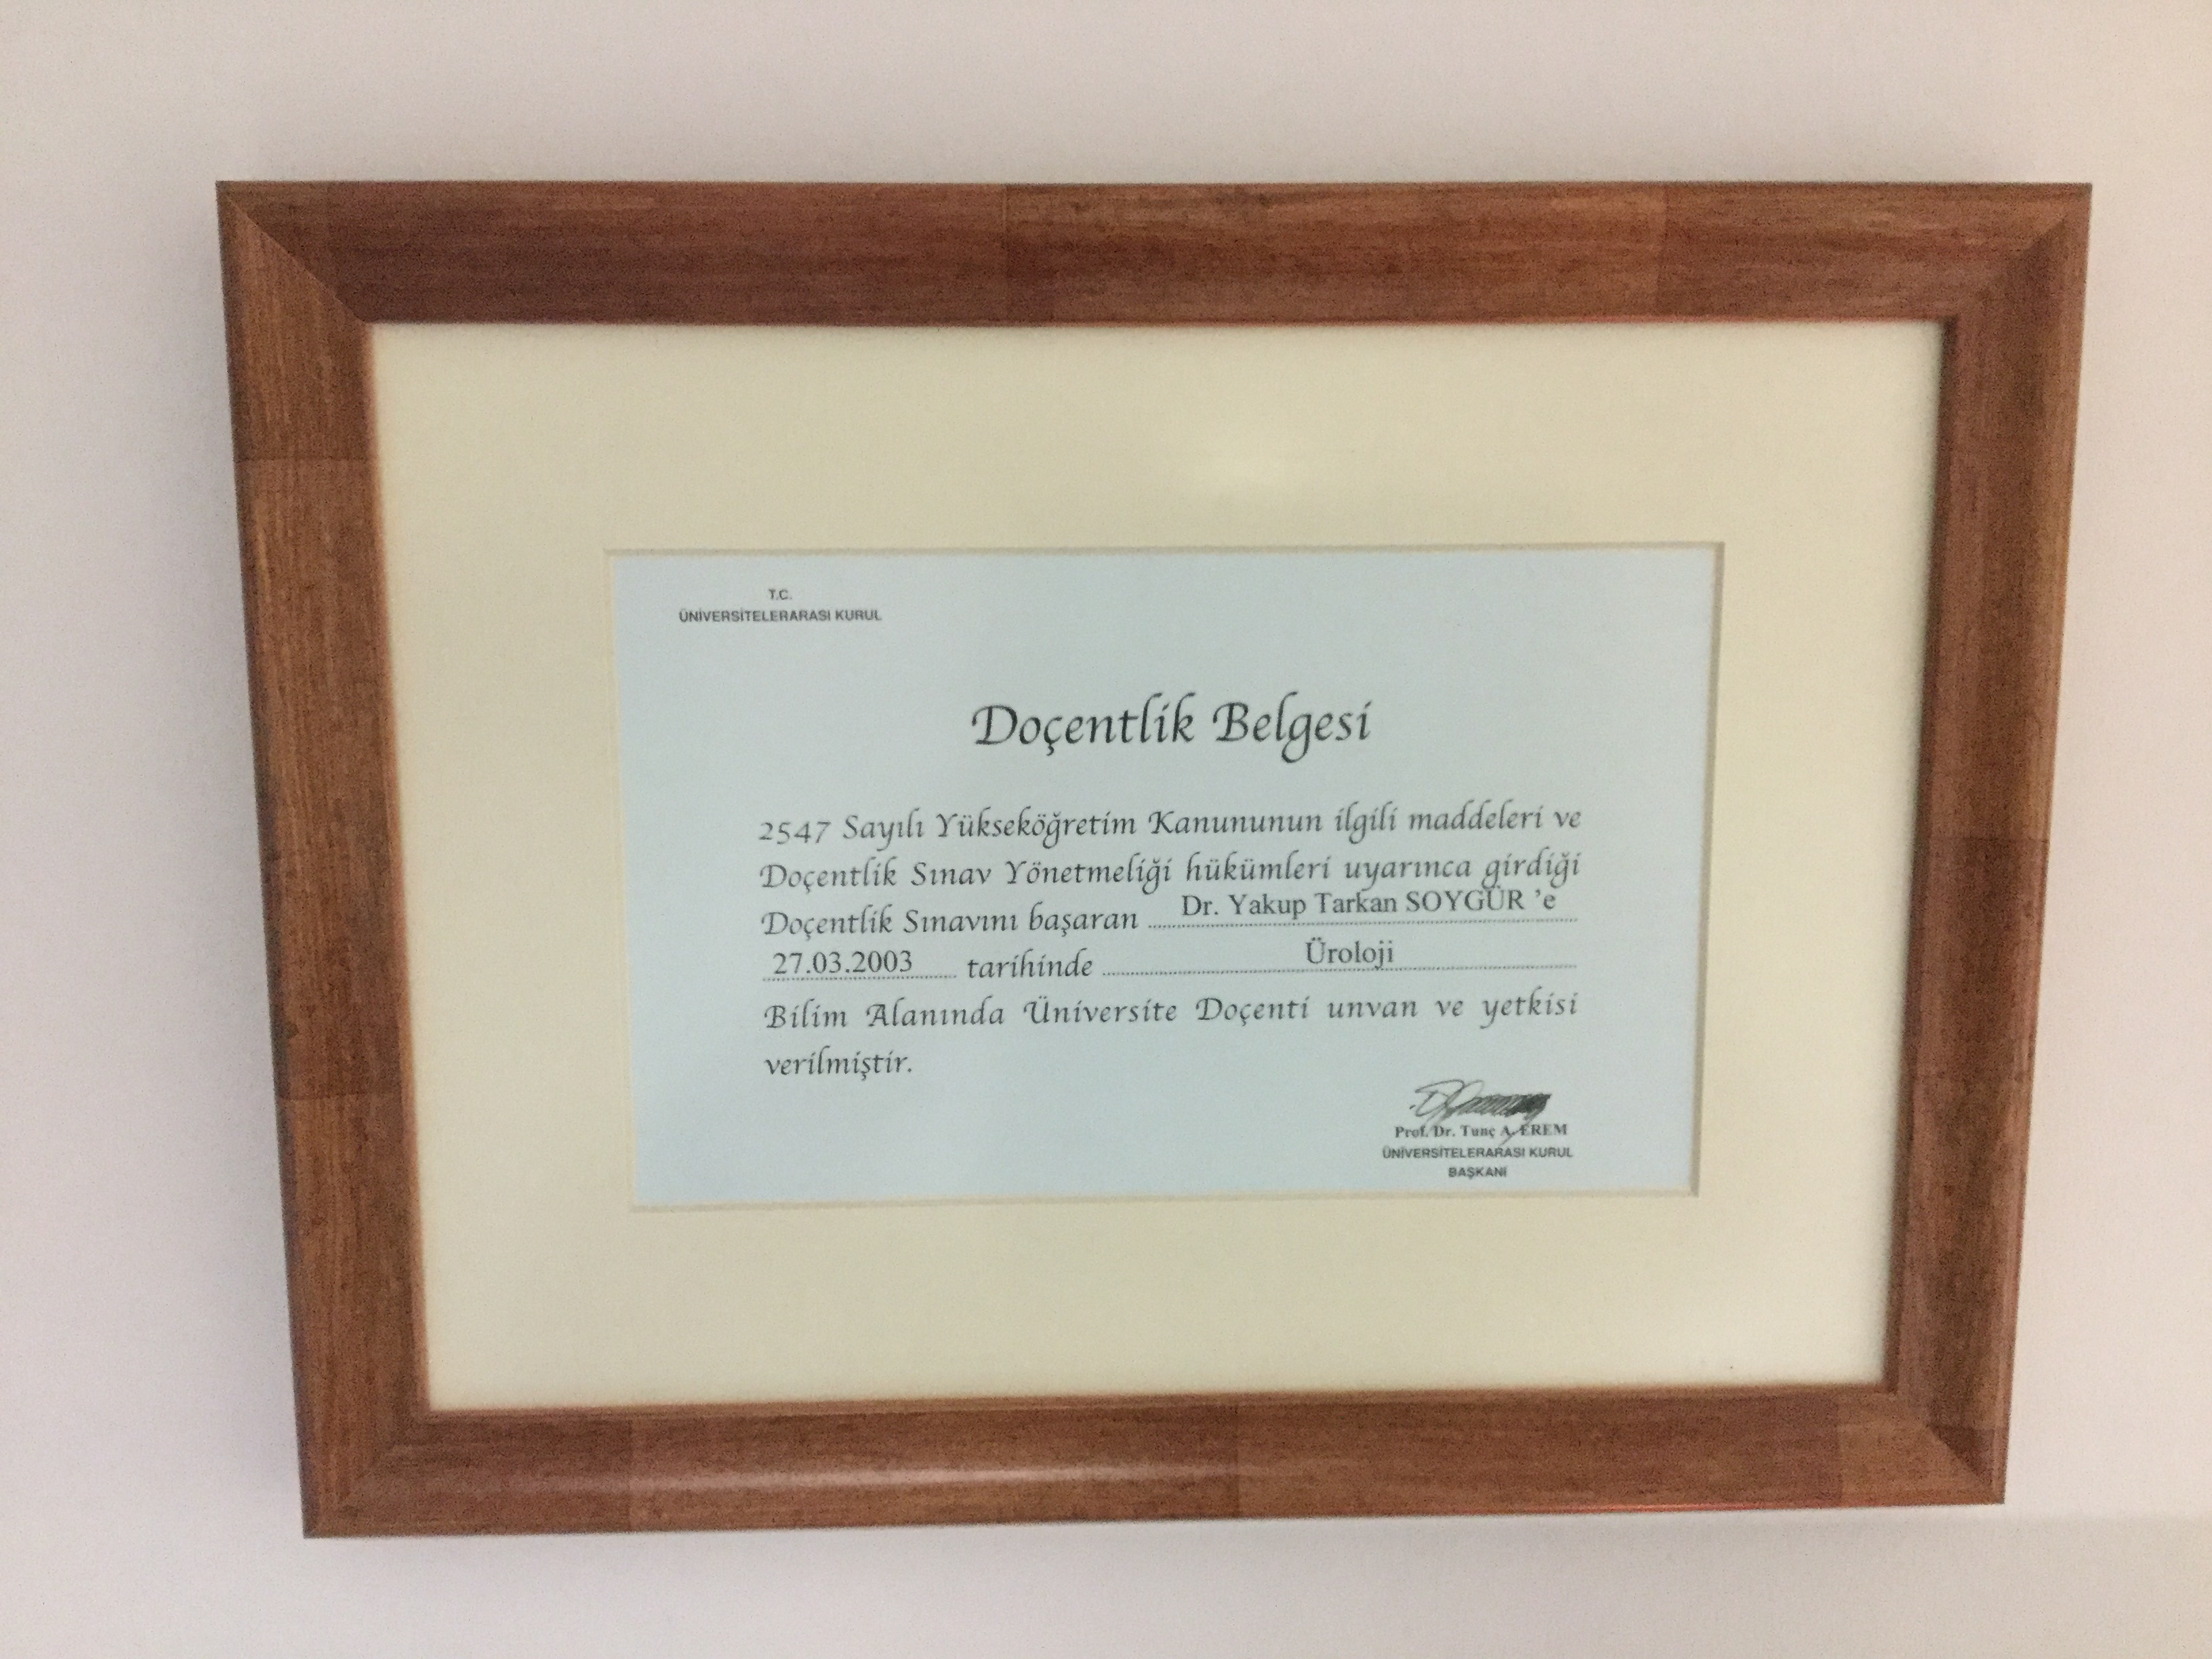 T.C.
ÜNİVERSİTELERARASI KURUL
Doçentlik Belgesi
2547 Sayılı Yükseköğretim Kanununun ilgili maddeleri ve
Doçentlik Sınav Yönetmeliği hükümleri uyarınca girdiği
Doçentlik Sınavını başaran Dr. Yakup Tarkan SOYGÜR 'e
27.03.2003 tarihinde Üroloji
Bilim Alanında Üniversite Doçenti unvan ve yetkisi
verilmiştir.
Prof. Dr. Tunç A. EREM
ÜNİVERSİTELERARASI KURUL
BAŞKANI